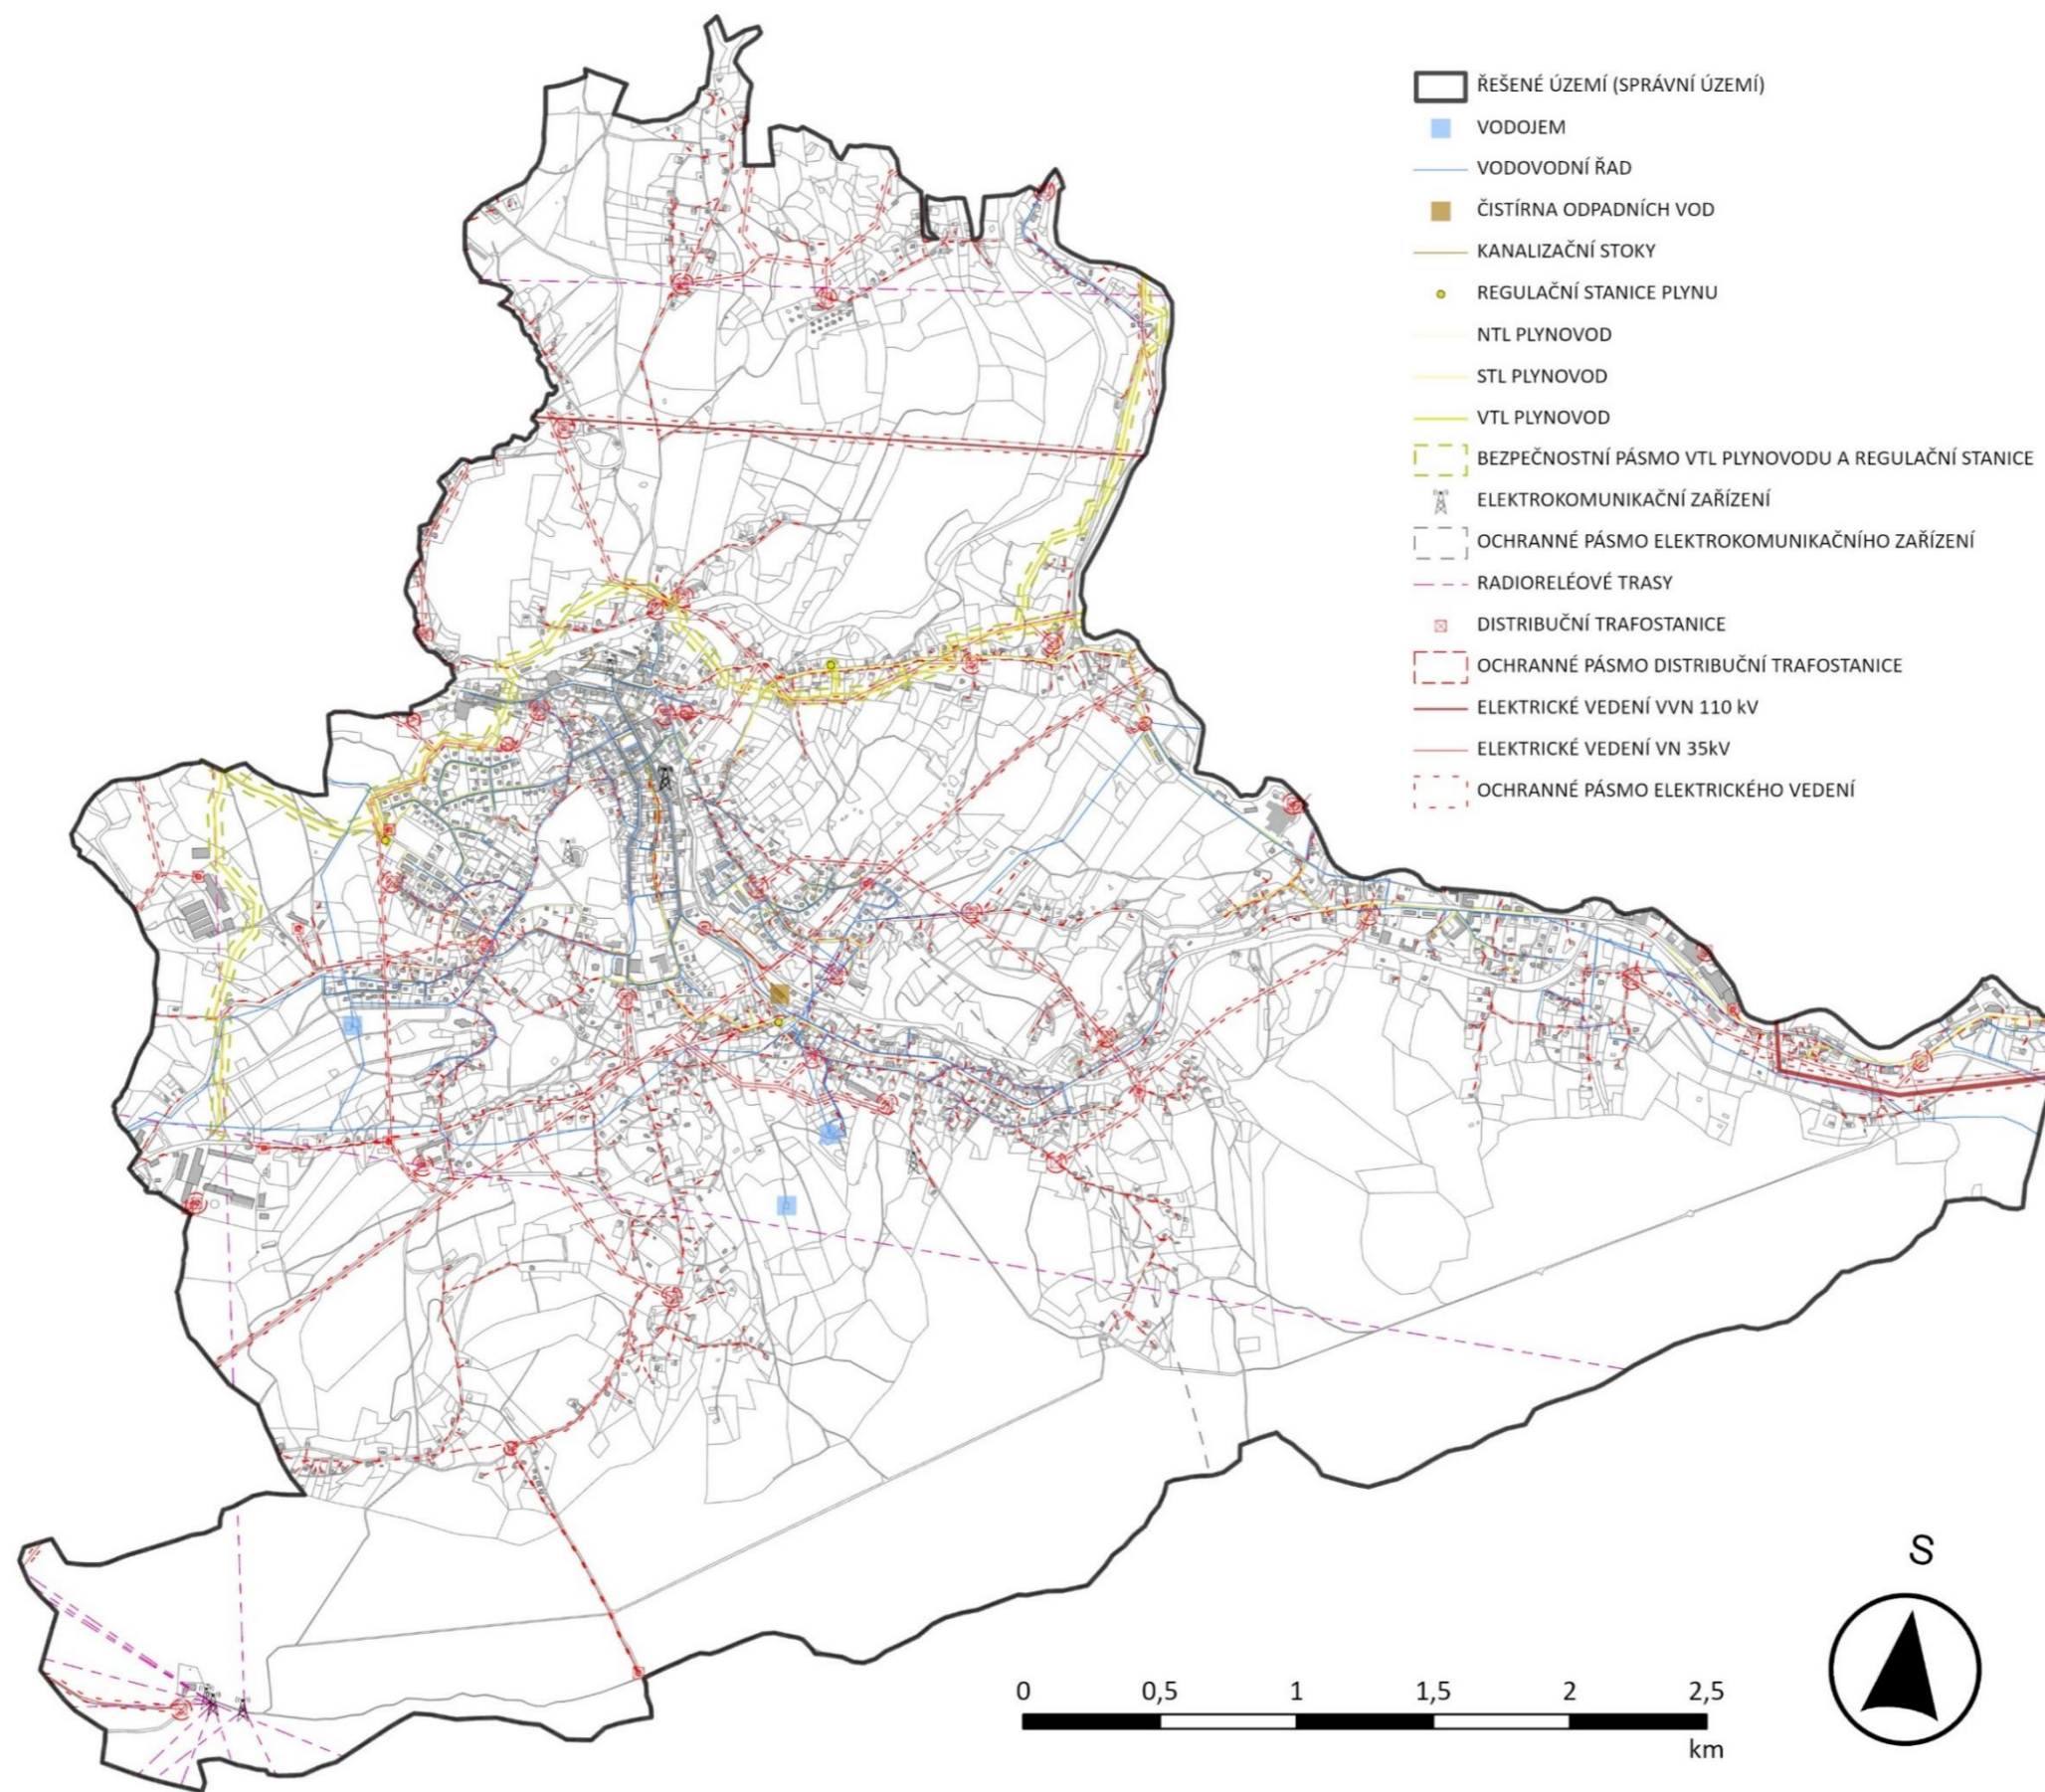 ŘEŠENÉ ÚZEMÍ (SPRÁVNÍ ÚZEMÍ)
VODOJEM
VODOVODNÍ ŘAD
ČISTÍRNA ODPADNÍCH VOD
KANALIZAČNÍ STOKY
REGULAČNÍ STANICE PLYNU
NTL PLYNOVOD
STL PLYNOVOD
VTL PLYNOVOD
BEZPEČNOSTNÍ PÁSMO VTL PLYNOVODU A REGULAČNÍ STANICE
ELEKTROKOMUNIKAČNÍ ZAŘÍZENÍ
OCHRANNÉ PÁSMO ELEKTROKOMUNIKAČNÍHO ZAŘÍZENÍ
RADIORELÉOVÉ TRASY
DISTRIBUČNÍ TRAFOSTANICE
OCHRANNÉ PÁSMO DISTRIBUČNÍ TRAFOSTANICE
ELEKTRICKÉ VEDENÍ VVN 110 kV
ELEKTRICKÉ VEDENÍ VN 35kV
OCHRANNÉ PÁSMO ELEKTRICKÉHO VEDENÍ
S
0 0,5 1 1,5 2 2,5
km